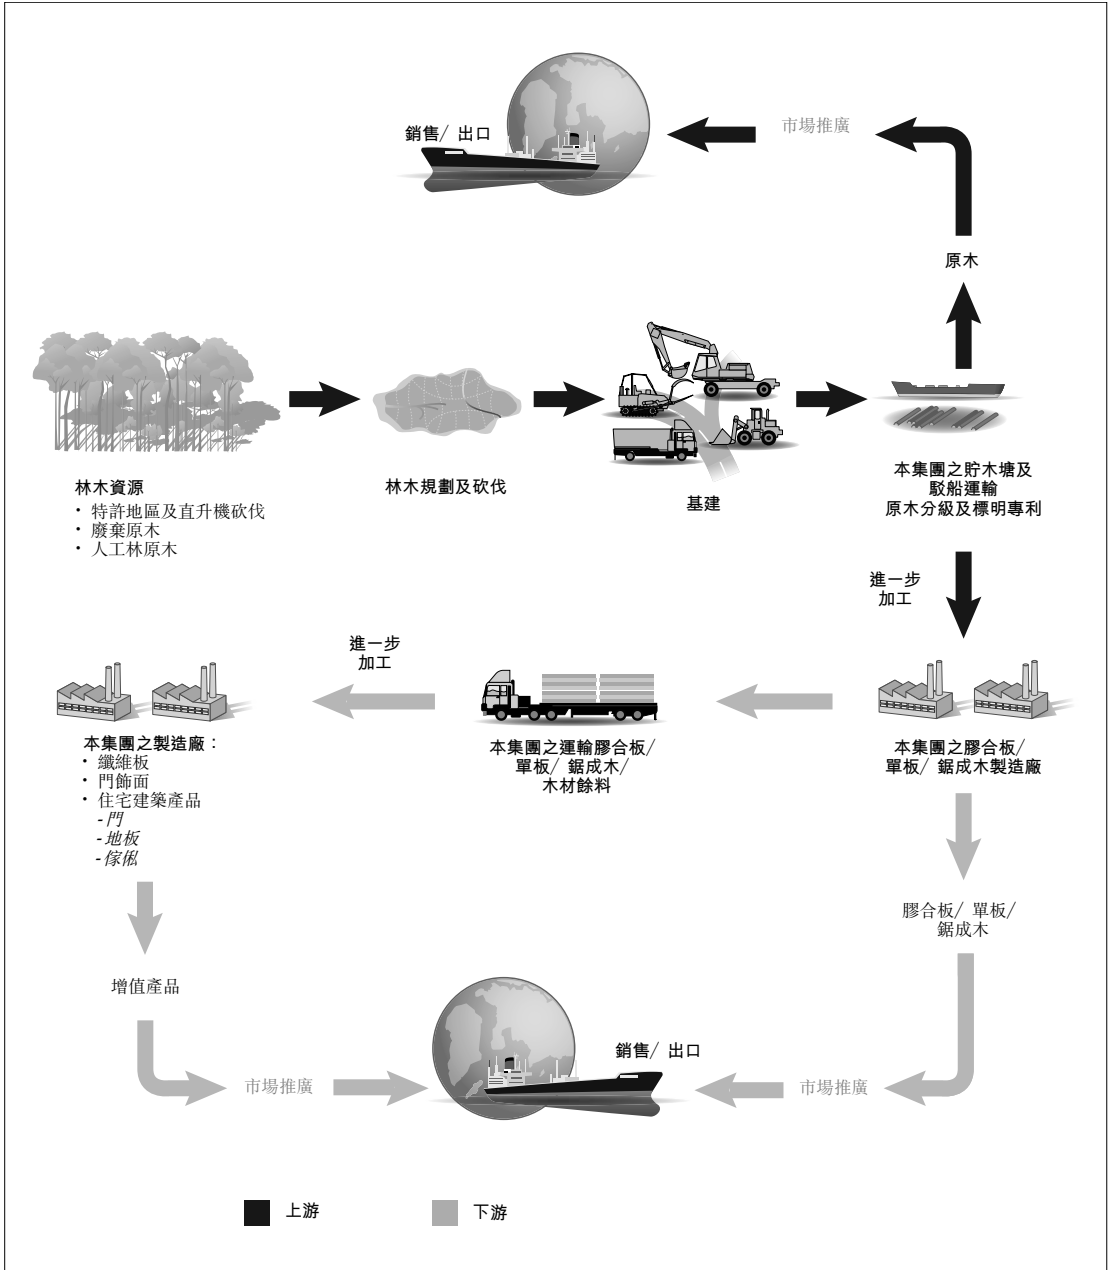 銷售/ 出口
市場推廣
原木
林木資源
• 特許地區及直升機砍伐
• 廢棄原木
• 人工林原木
林木規劃及砍伐
基建
本集團之貯木塘及
駁船運輸
原木分級及標明專利
進一步
加工
進一步
加工
本集團之製造廠：
• 纖維板
• 門飾面
• 住宅建築產品
- 門
- 地板
- 傢俬
本集團之運輸膠合板/
單板/ 鋸成木/
木材餘料
本集團之膠合板/
單板/ 鋸成木製造廠
膠合板/ 單板/
鋸成木
增值產品
銷售/ 出口
市場推廣
市場推廣
上游
下游